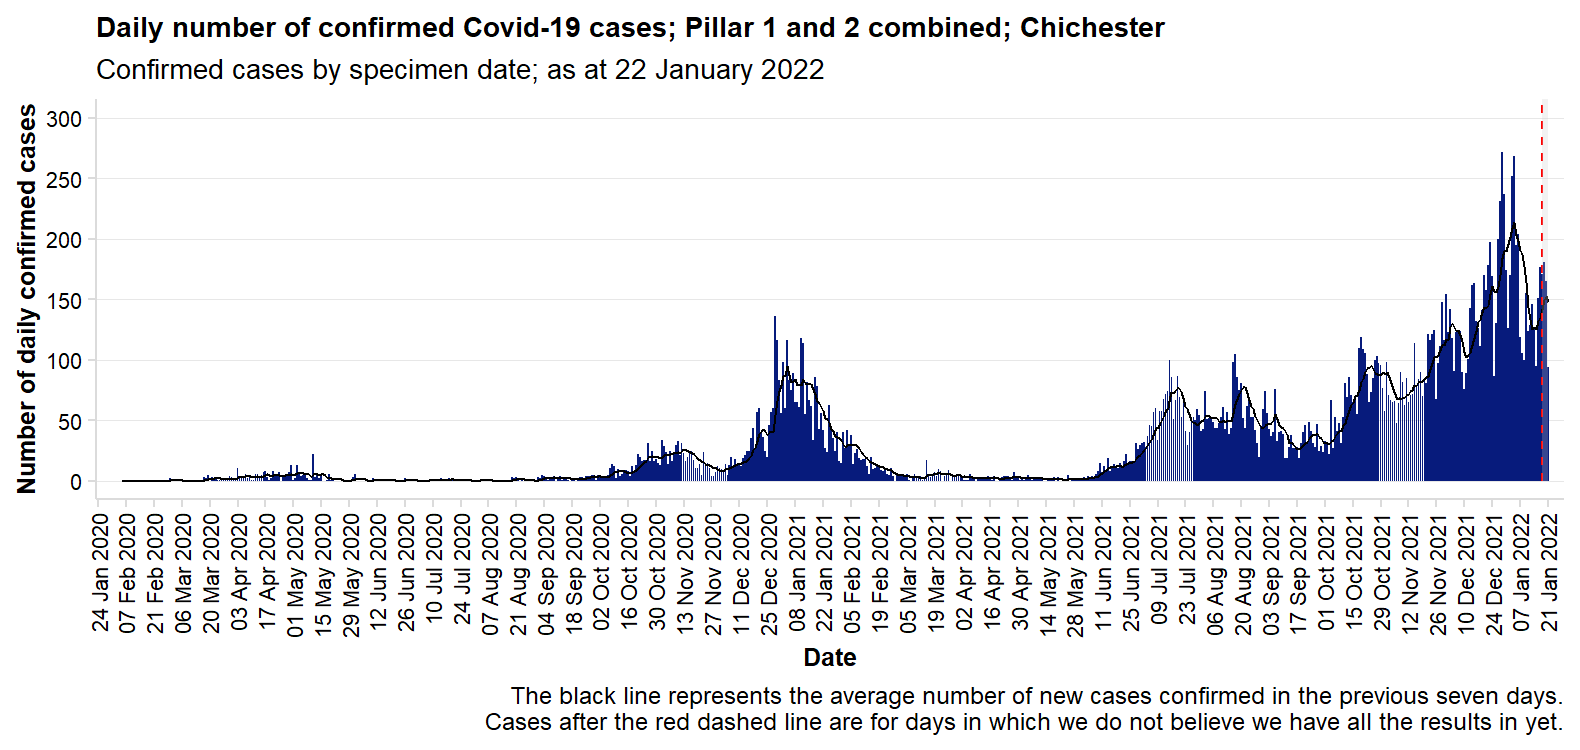 Daily number of confirmed Covid-19 cases; Pillar 1 and 2 combined; Chichester
Confirmed cases by specimen date; as at 22 January 2022
Number of daily confirmed cases
300
250
200
150
100
50
0
24 Jan 2020
07 Feb 2020
21 Feb 2020
06 Mar 2020
20 Mar 2020
03 Apr 2020
17 Apr 2020
01 May 2020
15 May 2020
29 May 2020
12 Jun 2020
26 Jun 2020
10 Jul 2020
24 Jul 2020
07 Aug 2020
21 Aug 2020
04 Sep 2020
18 Sep 2020
02 Oct 2020
16 Oct 2020
30 Oct 2020
13 Nov 2020
27 Nov 2020
11 Dec 2020
25 Dec 2020
08 Jan 2021
22 Jan 2021
05 Feb 2021
19 Feb 2021
05 Mar 2021
19 Mar 2021
02 Apr 2021
16 Apr 2021
30 Apr 2021
14 May 2021
28 May 2021
11 Jun 2021
25 Jun 2021
09 Jul 2021
23 Jul 2021
06 Aug 2021
20 Aug 2021
03 Sep 2021
17 Sep 2021
01 Oct 2021
15 Oct 2021
29 Oct 2021
12 Nov 2021
26 Nov 2021
10 Dec 2021
24 Dec 2021
07 Jan 2022
21 Jan 2022
Date
The black line represents the average number of new cases confirmed in the previous seven days.
Cases after the red dashed line are for days in which we do not believe we have all the results in yet.